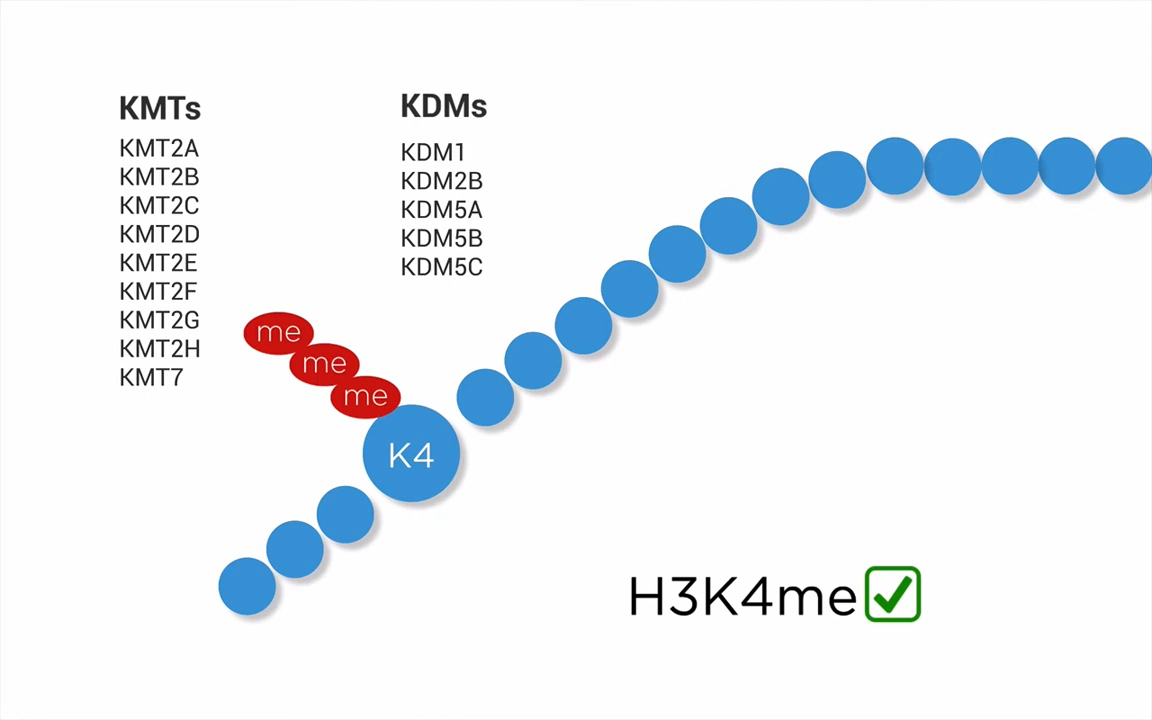 KMTs
KMT2A
KMT2B
KMT2C
KMT2D
KMT2E
KMT2F
KMT2G
KMT2H
KMT7
KDMs
KDM1
KDM2B
KDM5A
KDM5B
KDM5C
me
me
me
K4
H3K4me